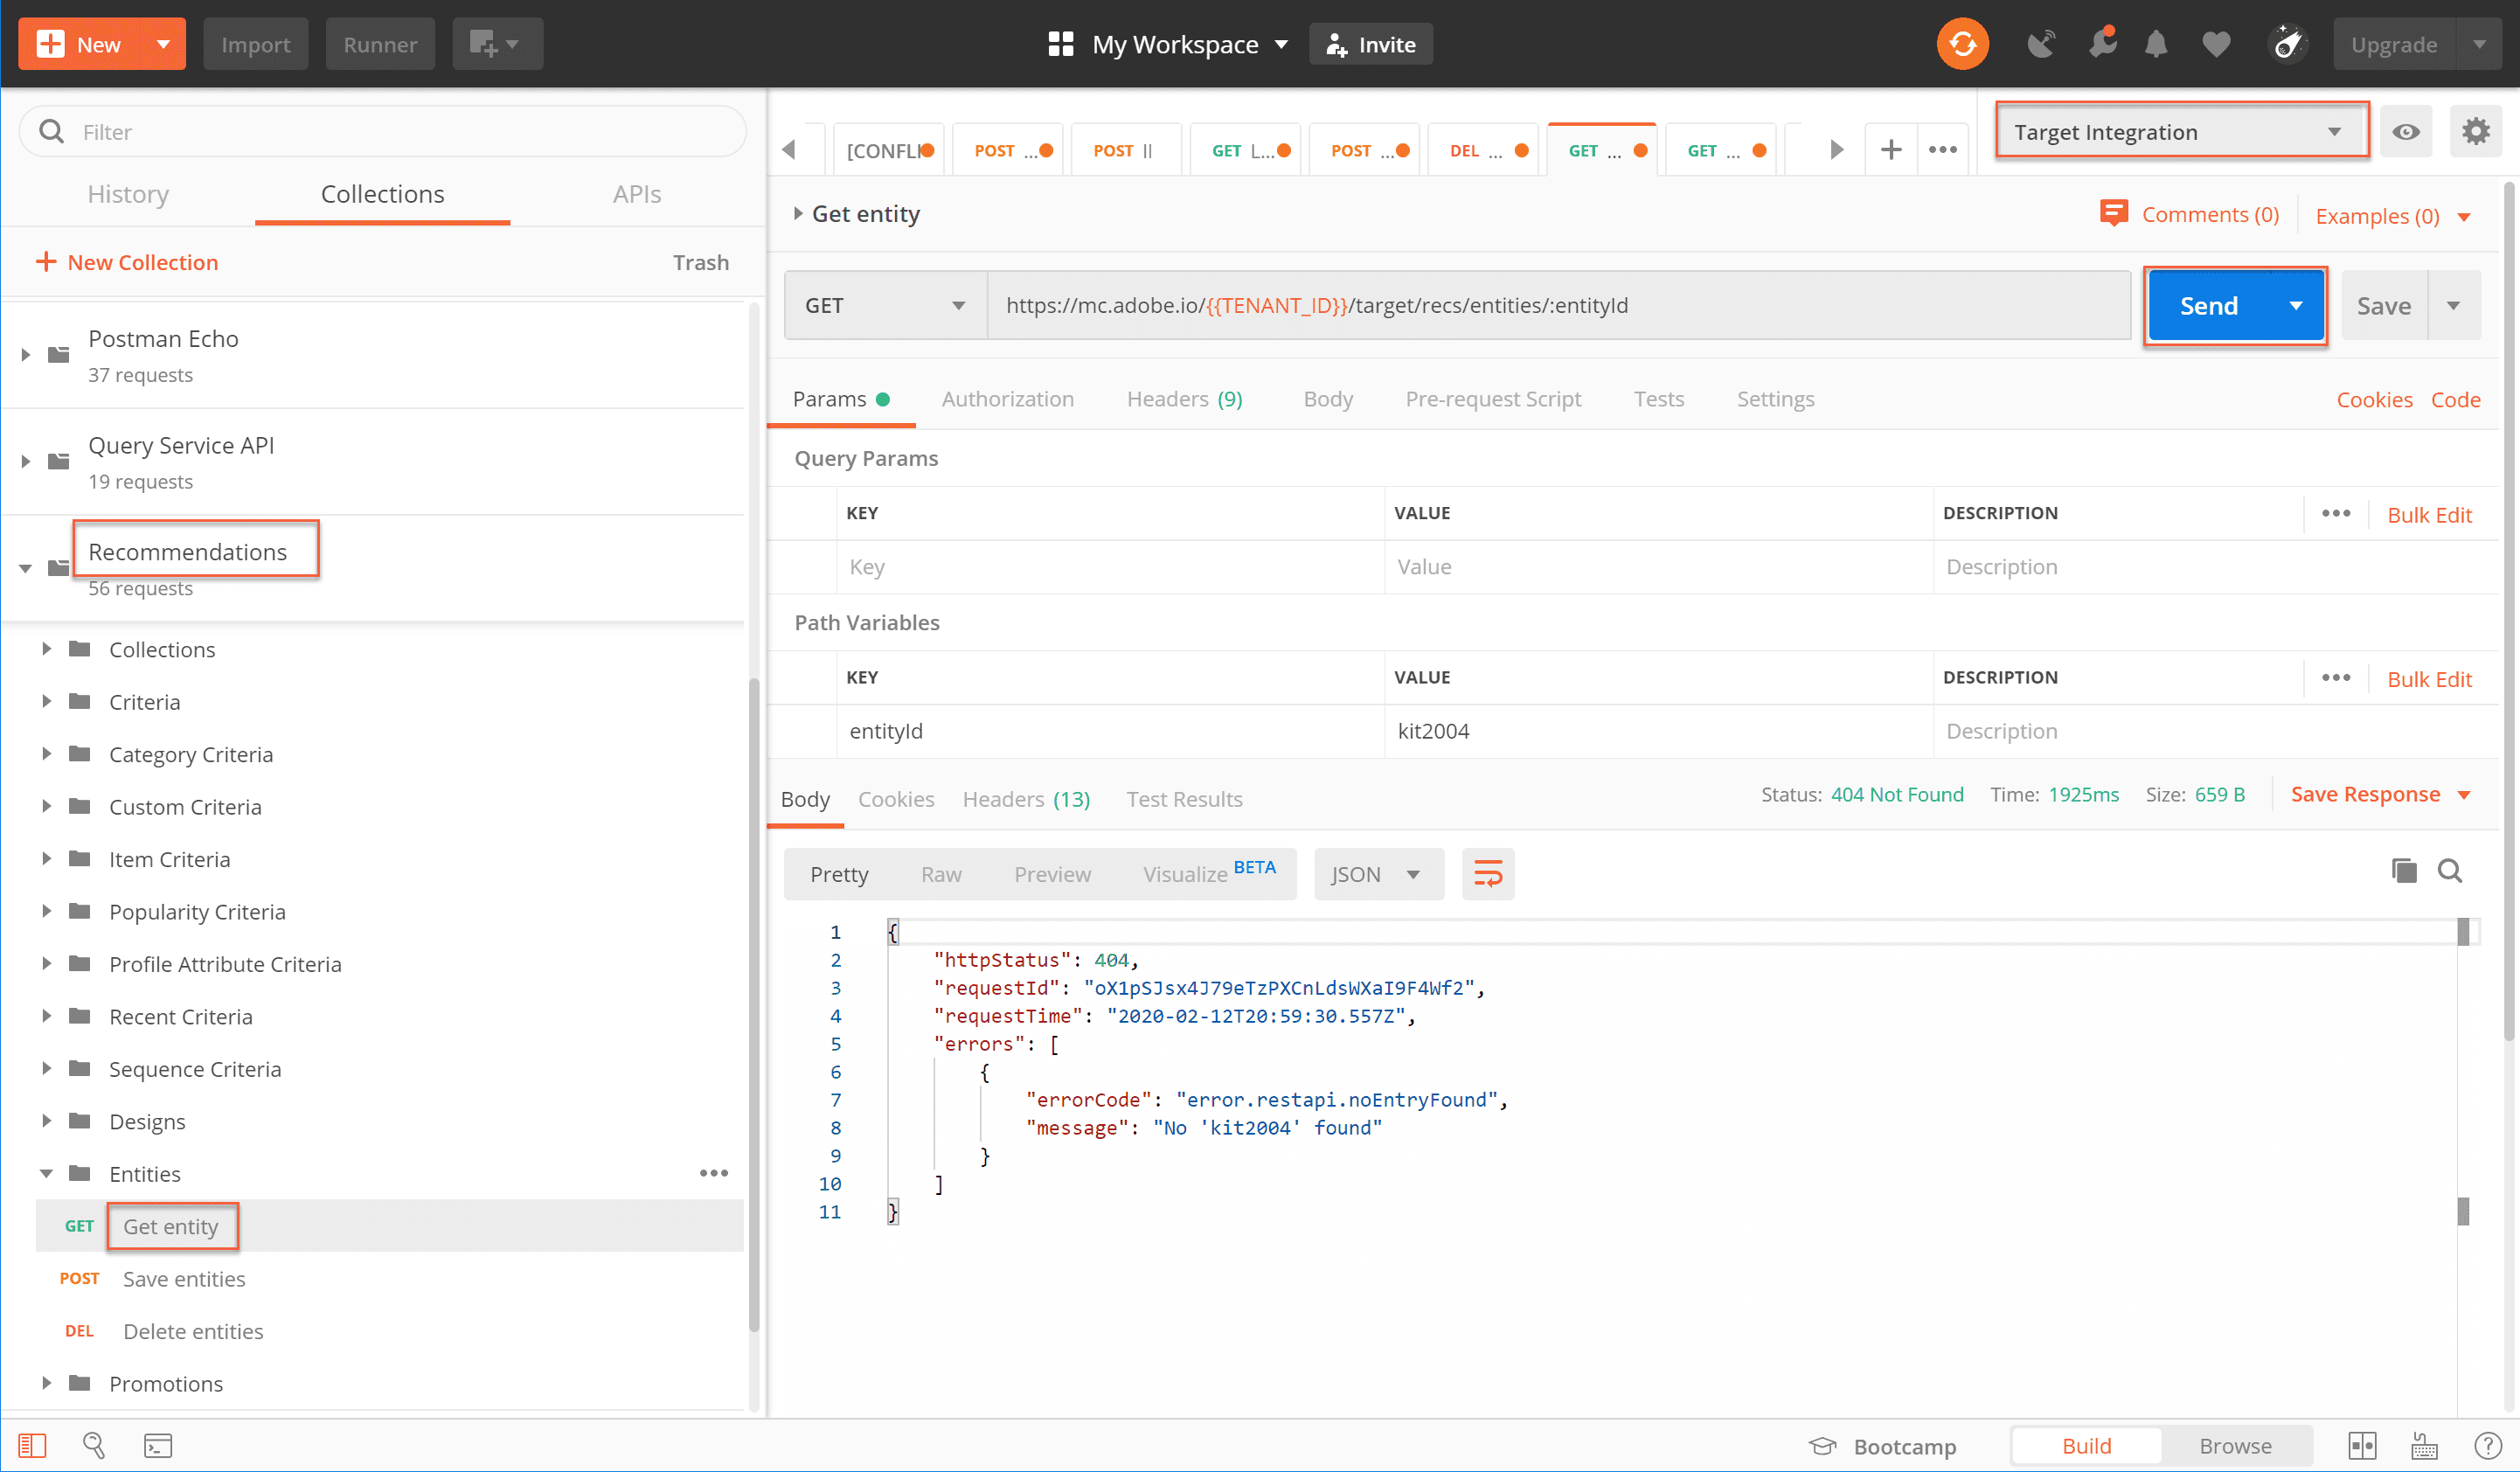 New Import Runner My Workspace Invite Upgrade
Filter
History Collections APIs
+ New Collection Trash
Postman Echo
37 requests
Query Service API
19 requests
Recommendations
56 requests
Collections
Criteria
Category Criteria
Custom Criteria
Item Criteria
Popularity Criteria
Profile Attribute Criteria
Recent Criteria
Sequence Criteria
Designs
Entities
GET Get entity
POST Save entities
DEL Delete entities
Promotions
[CONFLI POST ... POST || GET L... POST ... DEL ... GET ... GET ... Target Integration
Get entity Comments (0) Examples (0)
GET https://mc.adobe.io/{{TENANT_ID}}/target/recs/entities/:entityId Send Save
Params Authorization Headers (9) Body Pre-request Script Tests Settings Cookies Code
Query Params
KEY VALUE DESCRIPTION Bulk Edit
Key Value Description
Path Variables
KEY VALUE DESCRIPTION Bulk Edit
entityId kit2004 Description
Body Cookies Headers (13) Test Results Status: 404 Not Found Time: 1925ms Size: 659 B Save Response
Pretty Raw Preview Visualize BETA JSON
1 {
2 "httpStatus": 404,
3 "requestId": "oX1pSJsx4J79eTzPXCnLdsWXaI9F4Wf2",
4 "requestTime": "2020-02-12T20:59:30.557Z",
5 "errors": [
6 {
7 "errorCode": "error.restapi.noEntryFound",
8 "message": "No 'kit2004' found"
9 }
10 ]
11 }
Bootcamp Build Browse